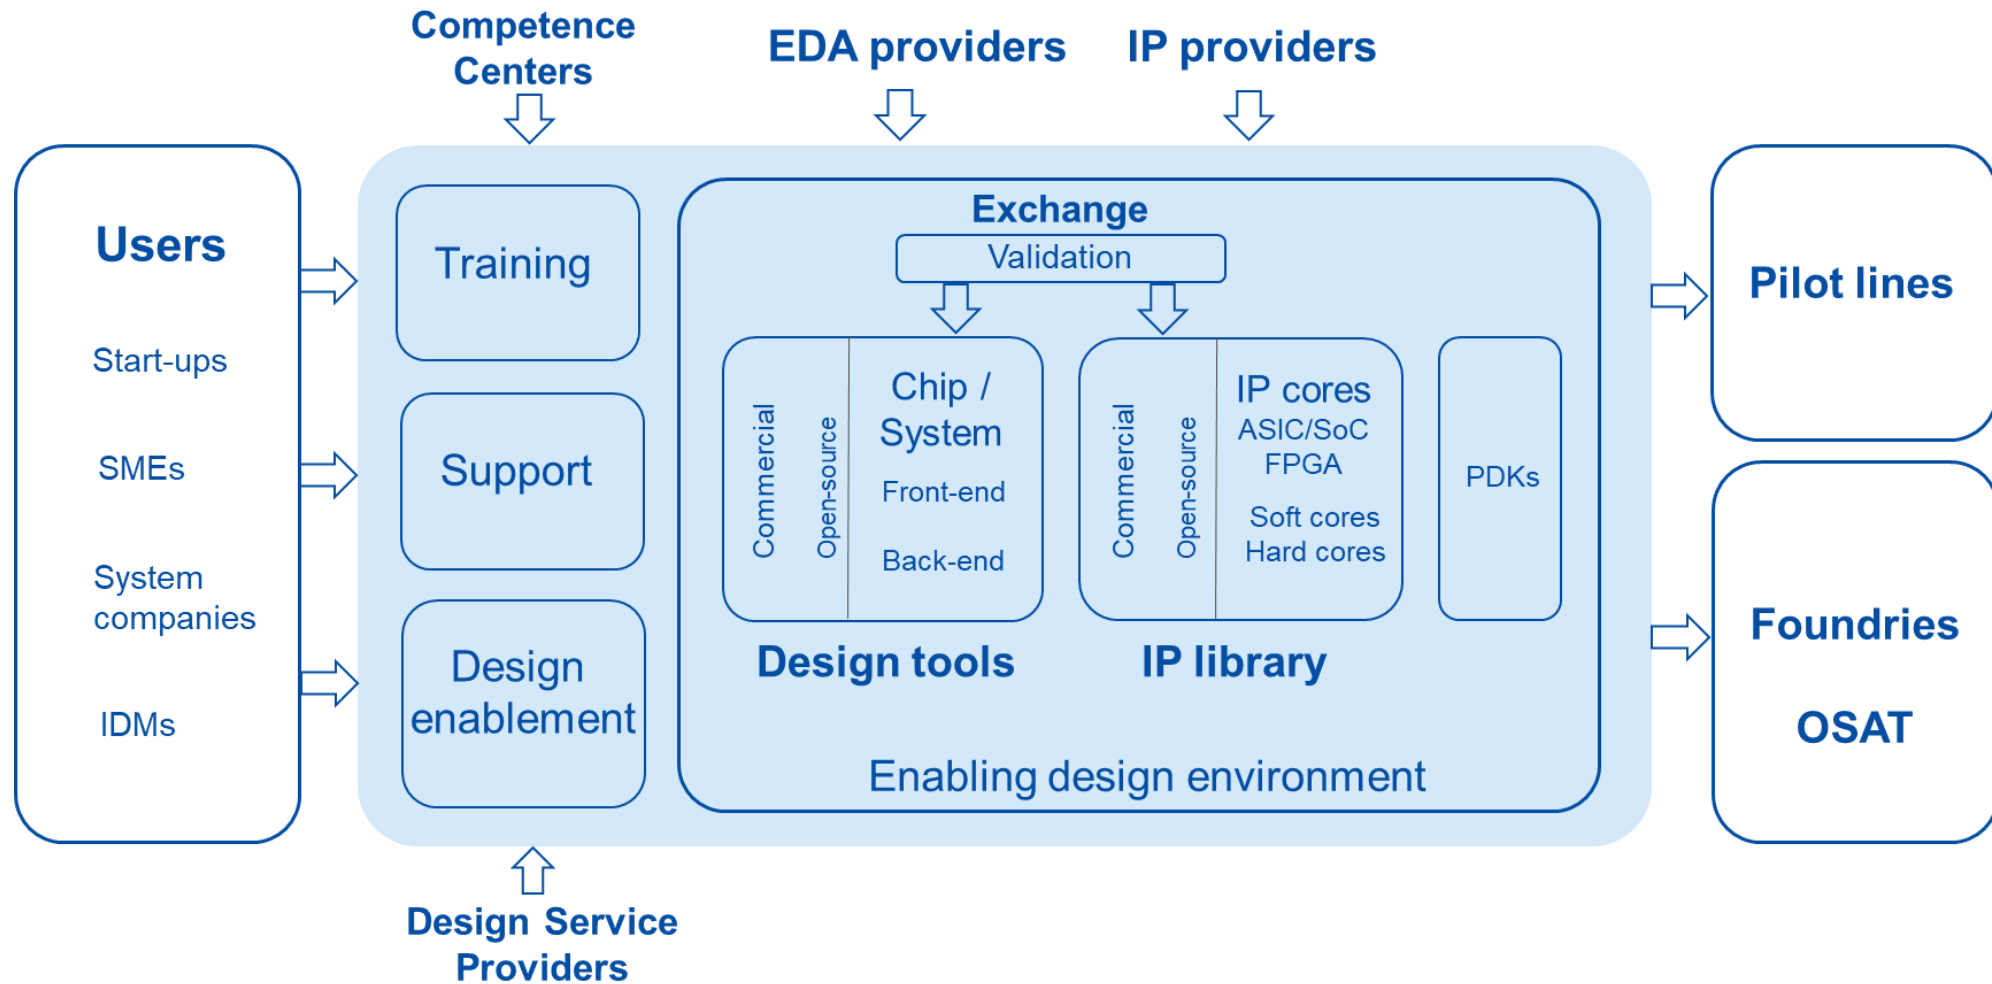 Competence
Centers
EDA providers
IP providers
Users
Start-ups
SMEs
System
companies
IDMs
Training
Support
Design
enablement
Exchange
Validation
Commercial
Open-source
Chip /
System
Front-end
Back-end
Design tools
Commercial
Open-source
IP cores
ASIC/SoC
FPGA
Soft cores
Hard cores
IP library
PDKs
Enabling design environment
Pilot lines
Foundries
OSAT
Design Service
Providers